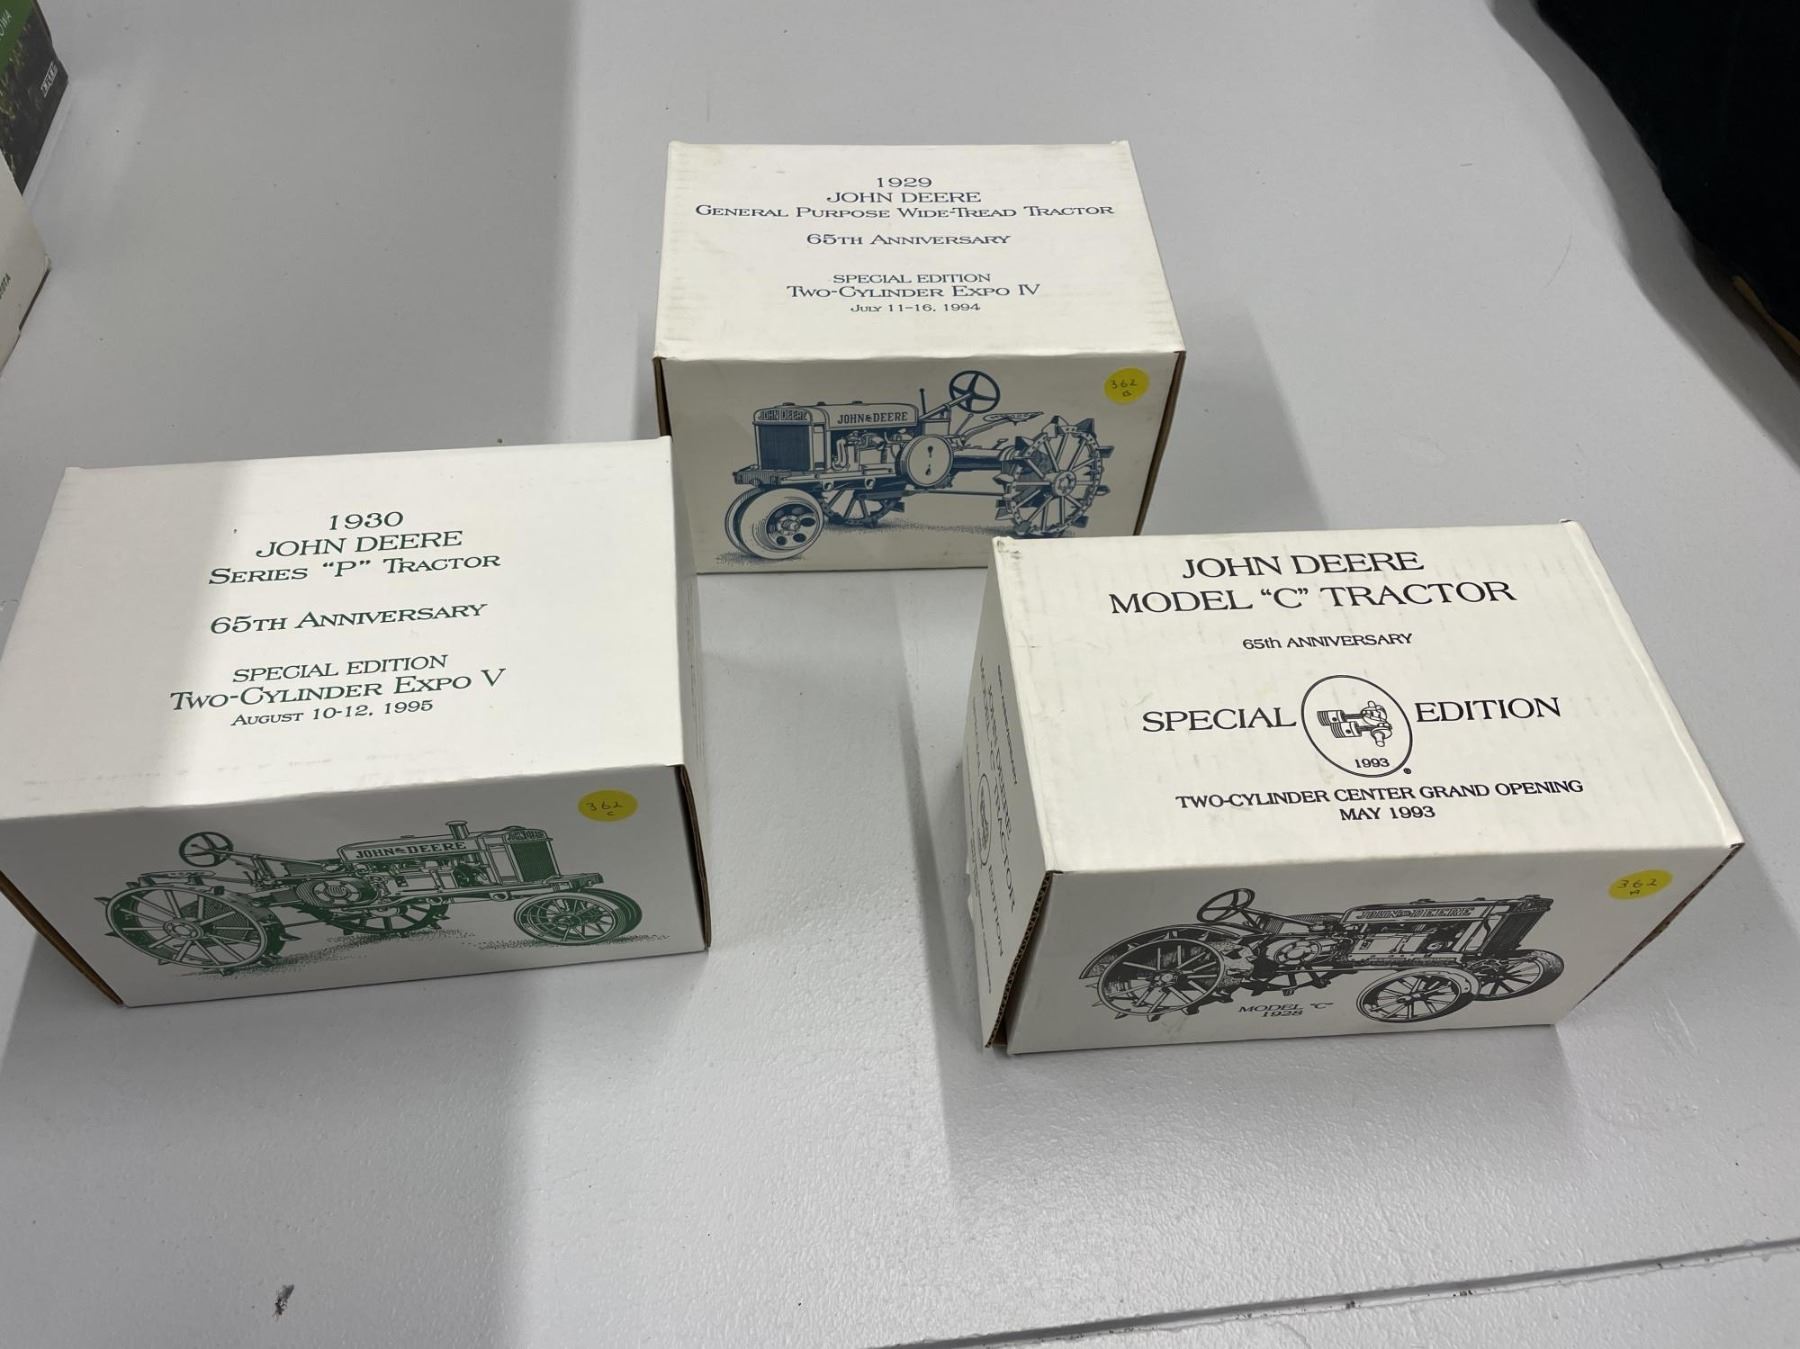 1929
JOHN DEERE
GENERAL PURPOSE WIDE-TREAD TRACTOR
65TH ANNIVERSARY
SPECIAL EDITION
TWO-CYLINDER EXPO IV
JULY 11-16, 1994
362
B
JOHN DEERE
JOHN DEERE
1930
JOHN DEERE
SERIES "P" TRACTOR
65TH ANNIVERSARY
SPECIAL EDITION
TWO-CYLINDER EXPO V
AUGUST 10-12, 1995
362
C
JOHN DEERE
JOHN DEERE
MODEL "C" TRACTOR
65th ANNIVERSARY
SPECIAL EDITION
1993
TWO-CYLINDER CENTER GRAND OPENING
MAY 1993
362
A
JOHN DEERE
MODEL "C"
1928